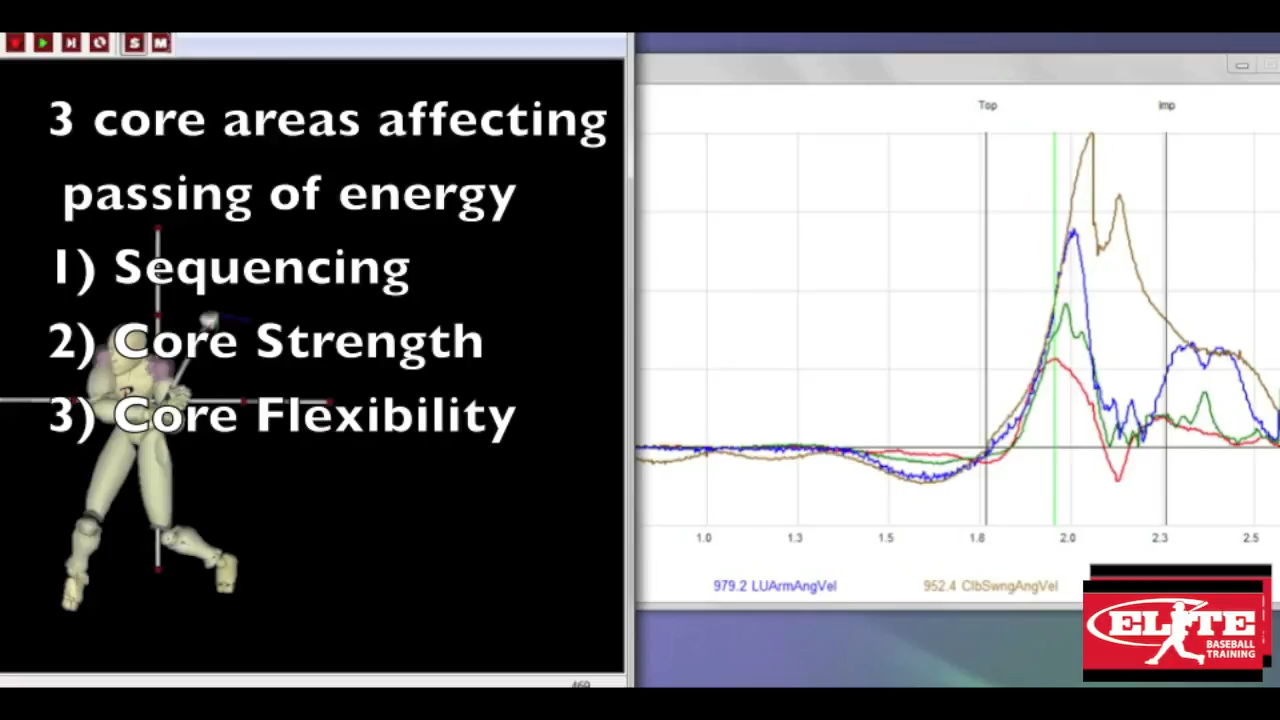 S M
3 core areas affecting
passing of energy
1) Sequencing
2) Core Strength
3) Core Flexibility
Top
Imp
1.0 1.3 1.5 1.8 2.0 2.3 2.5
979.2 LUArmAngVel 952.4 ClbSwngAngVel
ELITE
BASEBALL
TRAINING